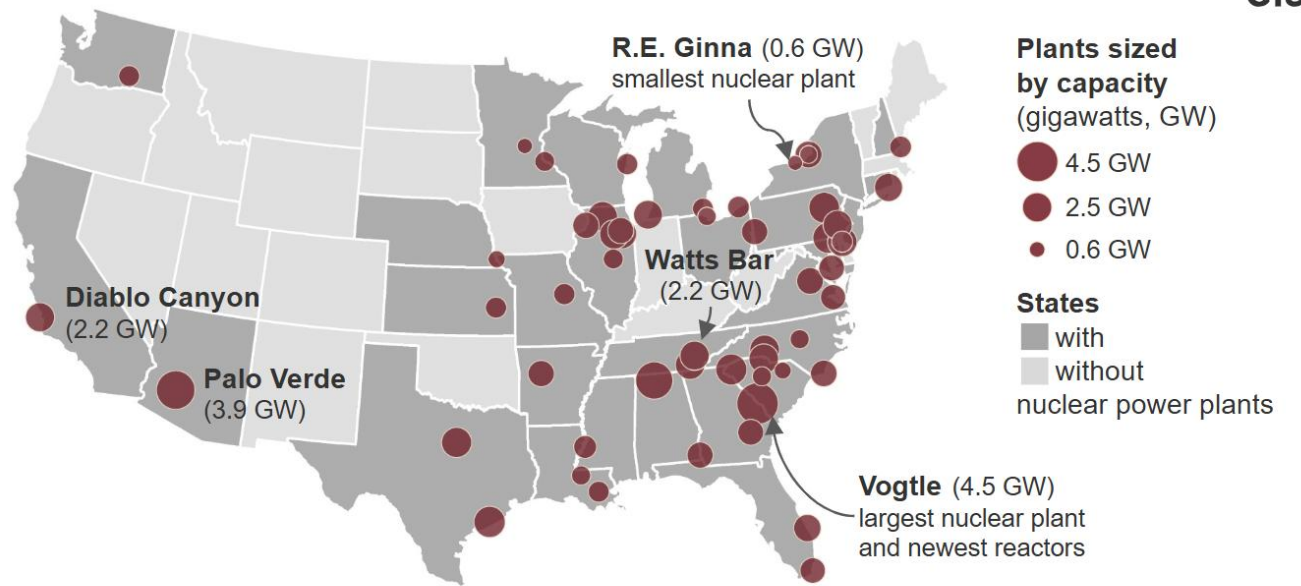 R.E. Ginna (0.6 GW)
smallest nuclear plant
Plants sized
by capacity
(gigawatts, GW)
4.5 GW
2.5 GW
0.6 GW
Watts Bar
(2.2 GW)
Diablo Canyon
(2.2 GW)
Palo Verde
(3.9 GW)
States
with
without
nuclear power plants
Vogtle (4.5 GW)
largest nuclear plant
and newest reactors